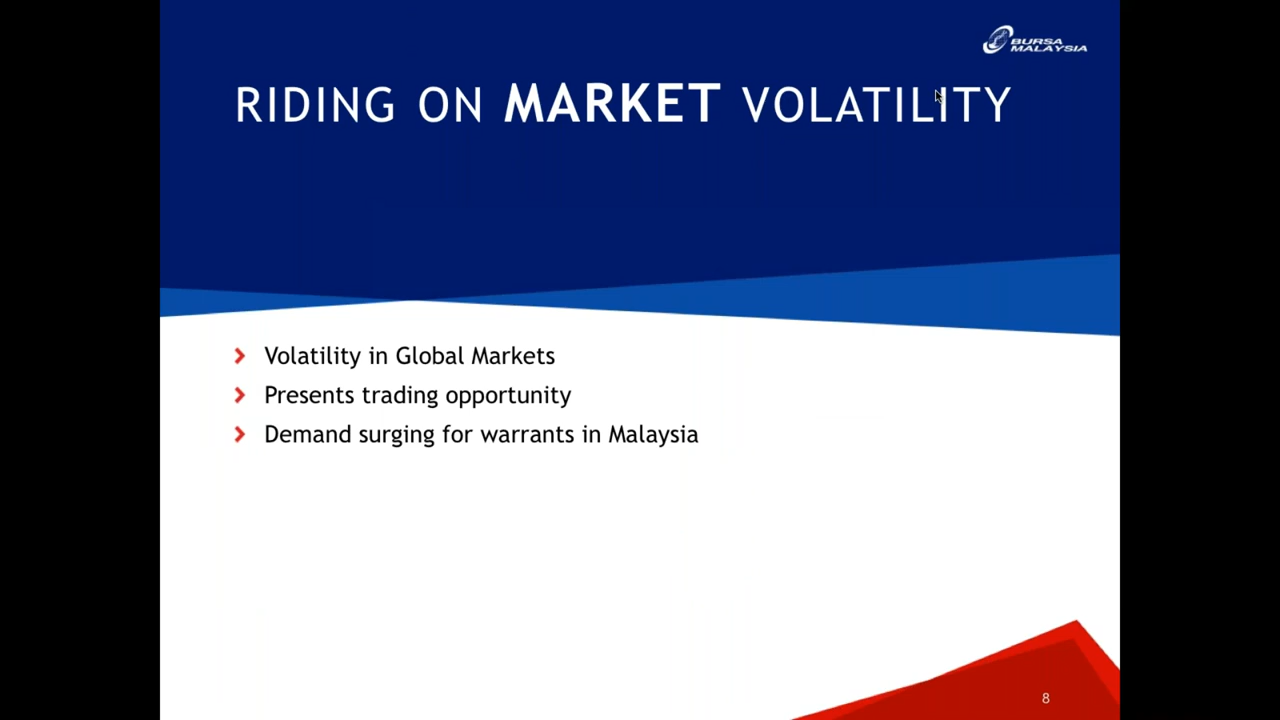 BURSA
MALAYSIA
RIDING ON MARKET VOLATILITY
Volatility in Global Markets
Presents trading opportunity
Demand surging for warrants in Malaysia
8